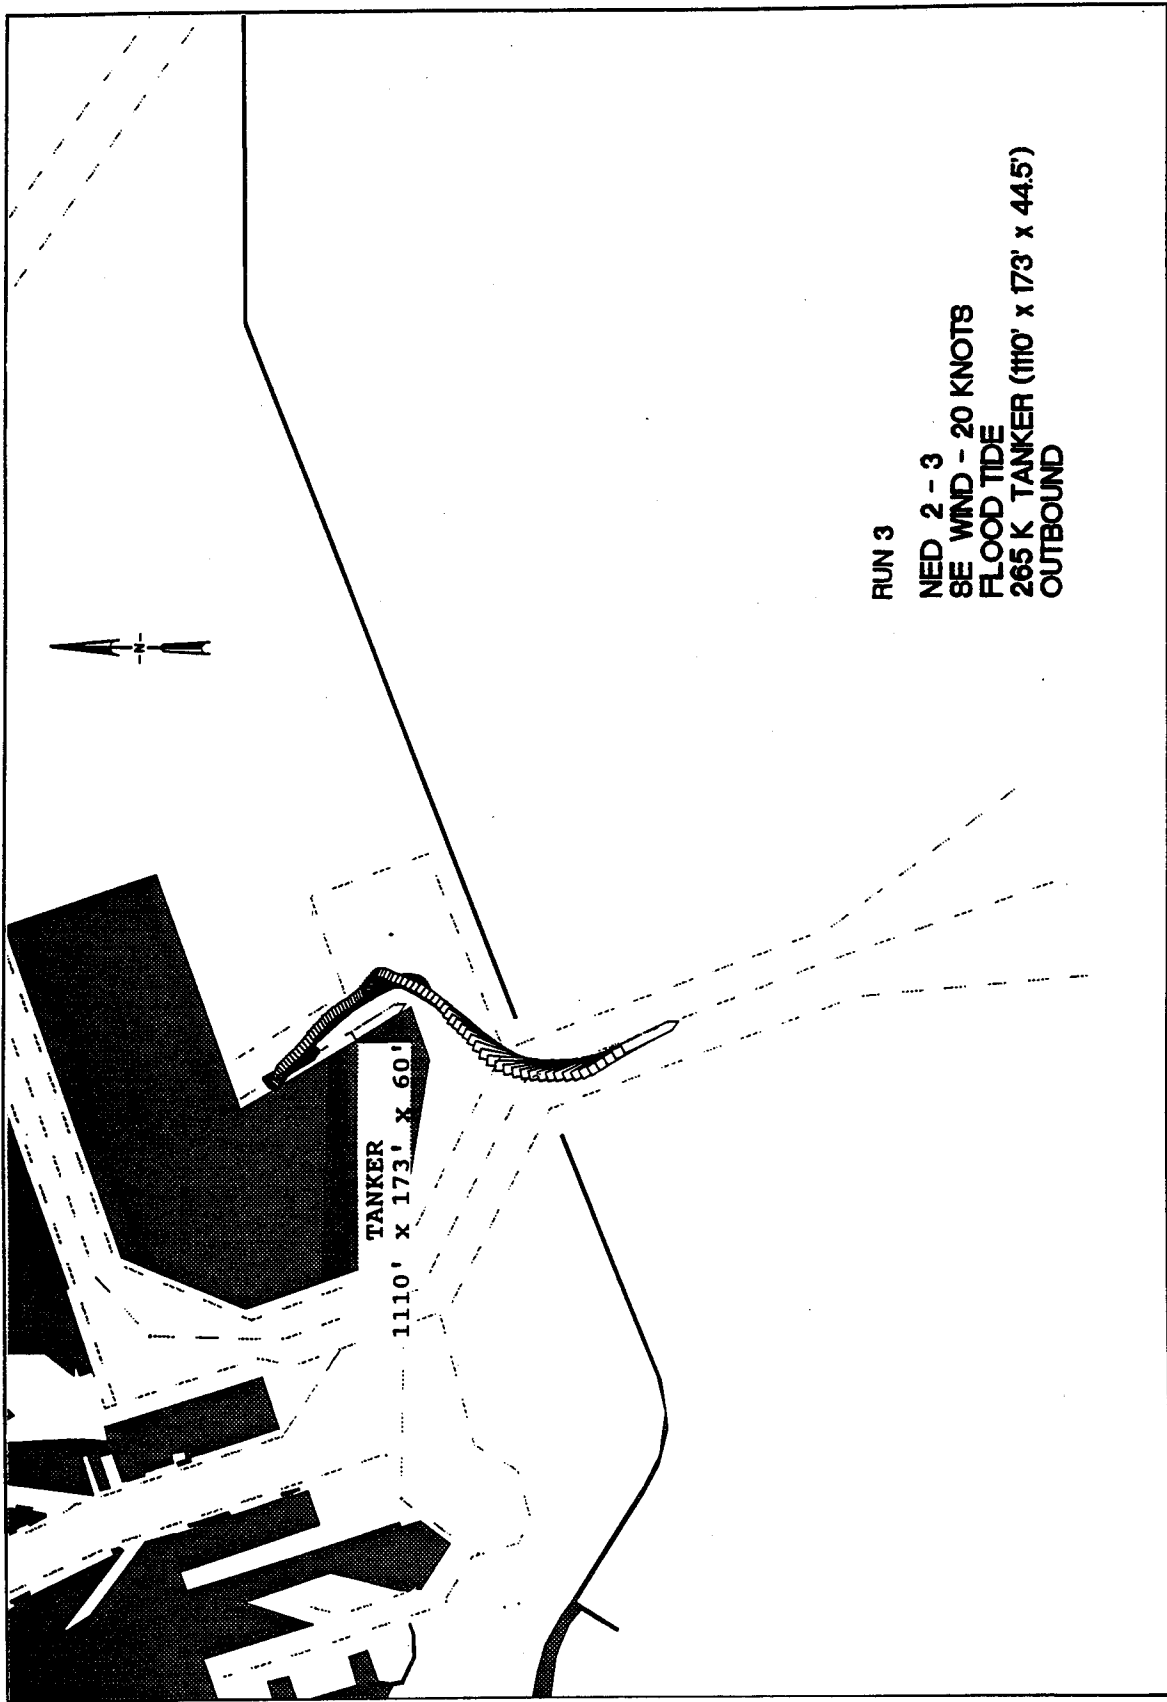 N
TANKER
1110' x 173' x 60'
RUN 3
NED 2 - 3
SE WIND - 20 KNOTS
FLOOD TIDE
265 K TANKER (1110' x 173' x 44.5')
OUTBOUND